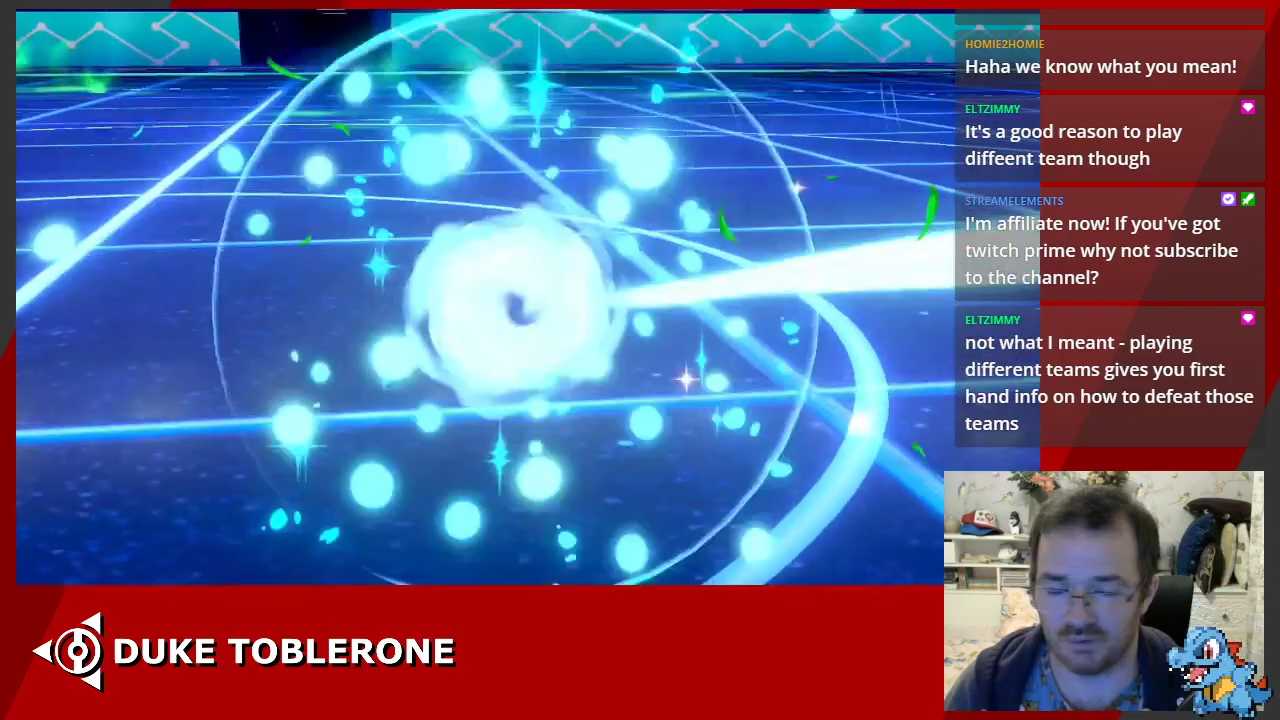 HOMIE2HOMIE
Haha we know what you mean!
ELTZIMMY
It's a good reason to play
diffeent team though
STREAMELEMENTS
I'm affiliate now! If you've got
twitch prime why not subscribe
to the channel?
ELTZIMMY
not what I meant - playing
different teams gives you first
hand info on how to defeat those
teams
DUKE TOBLERONE